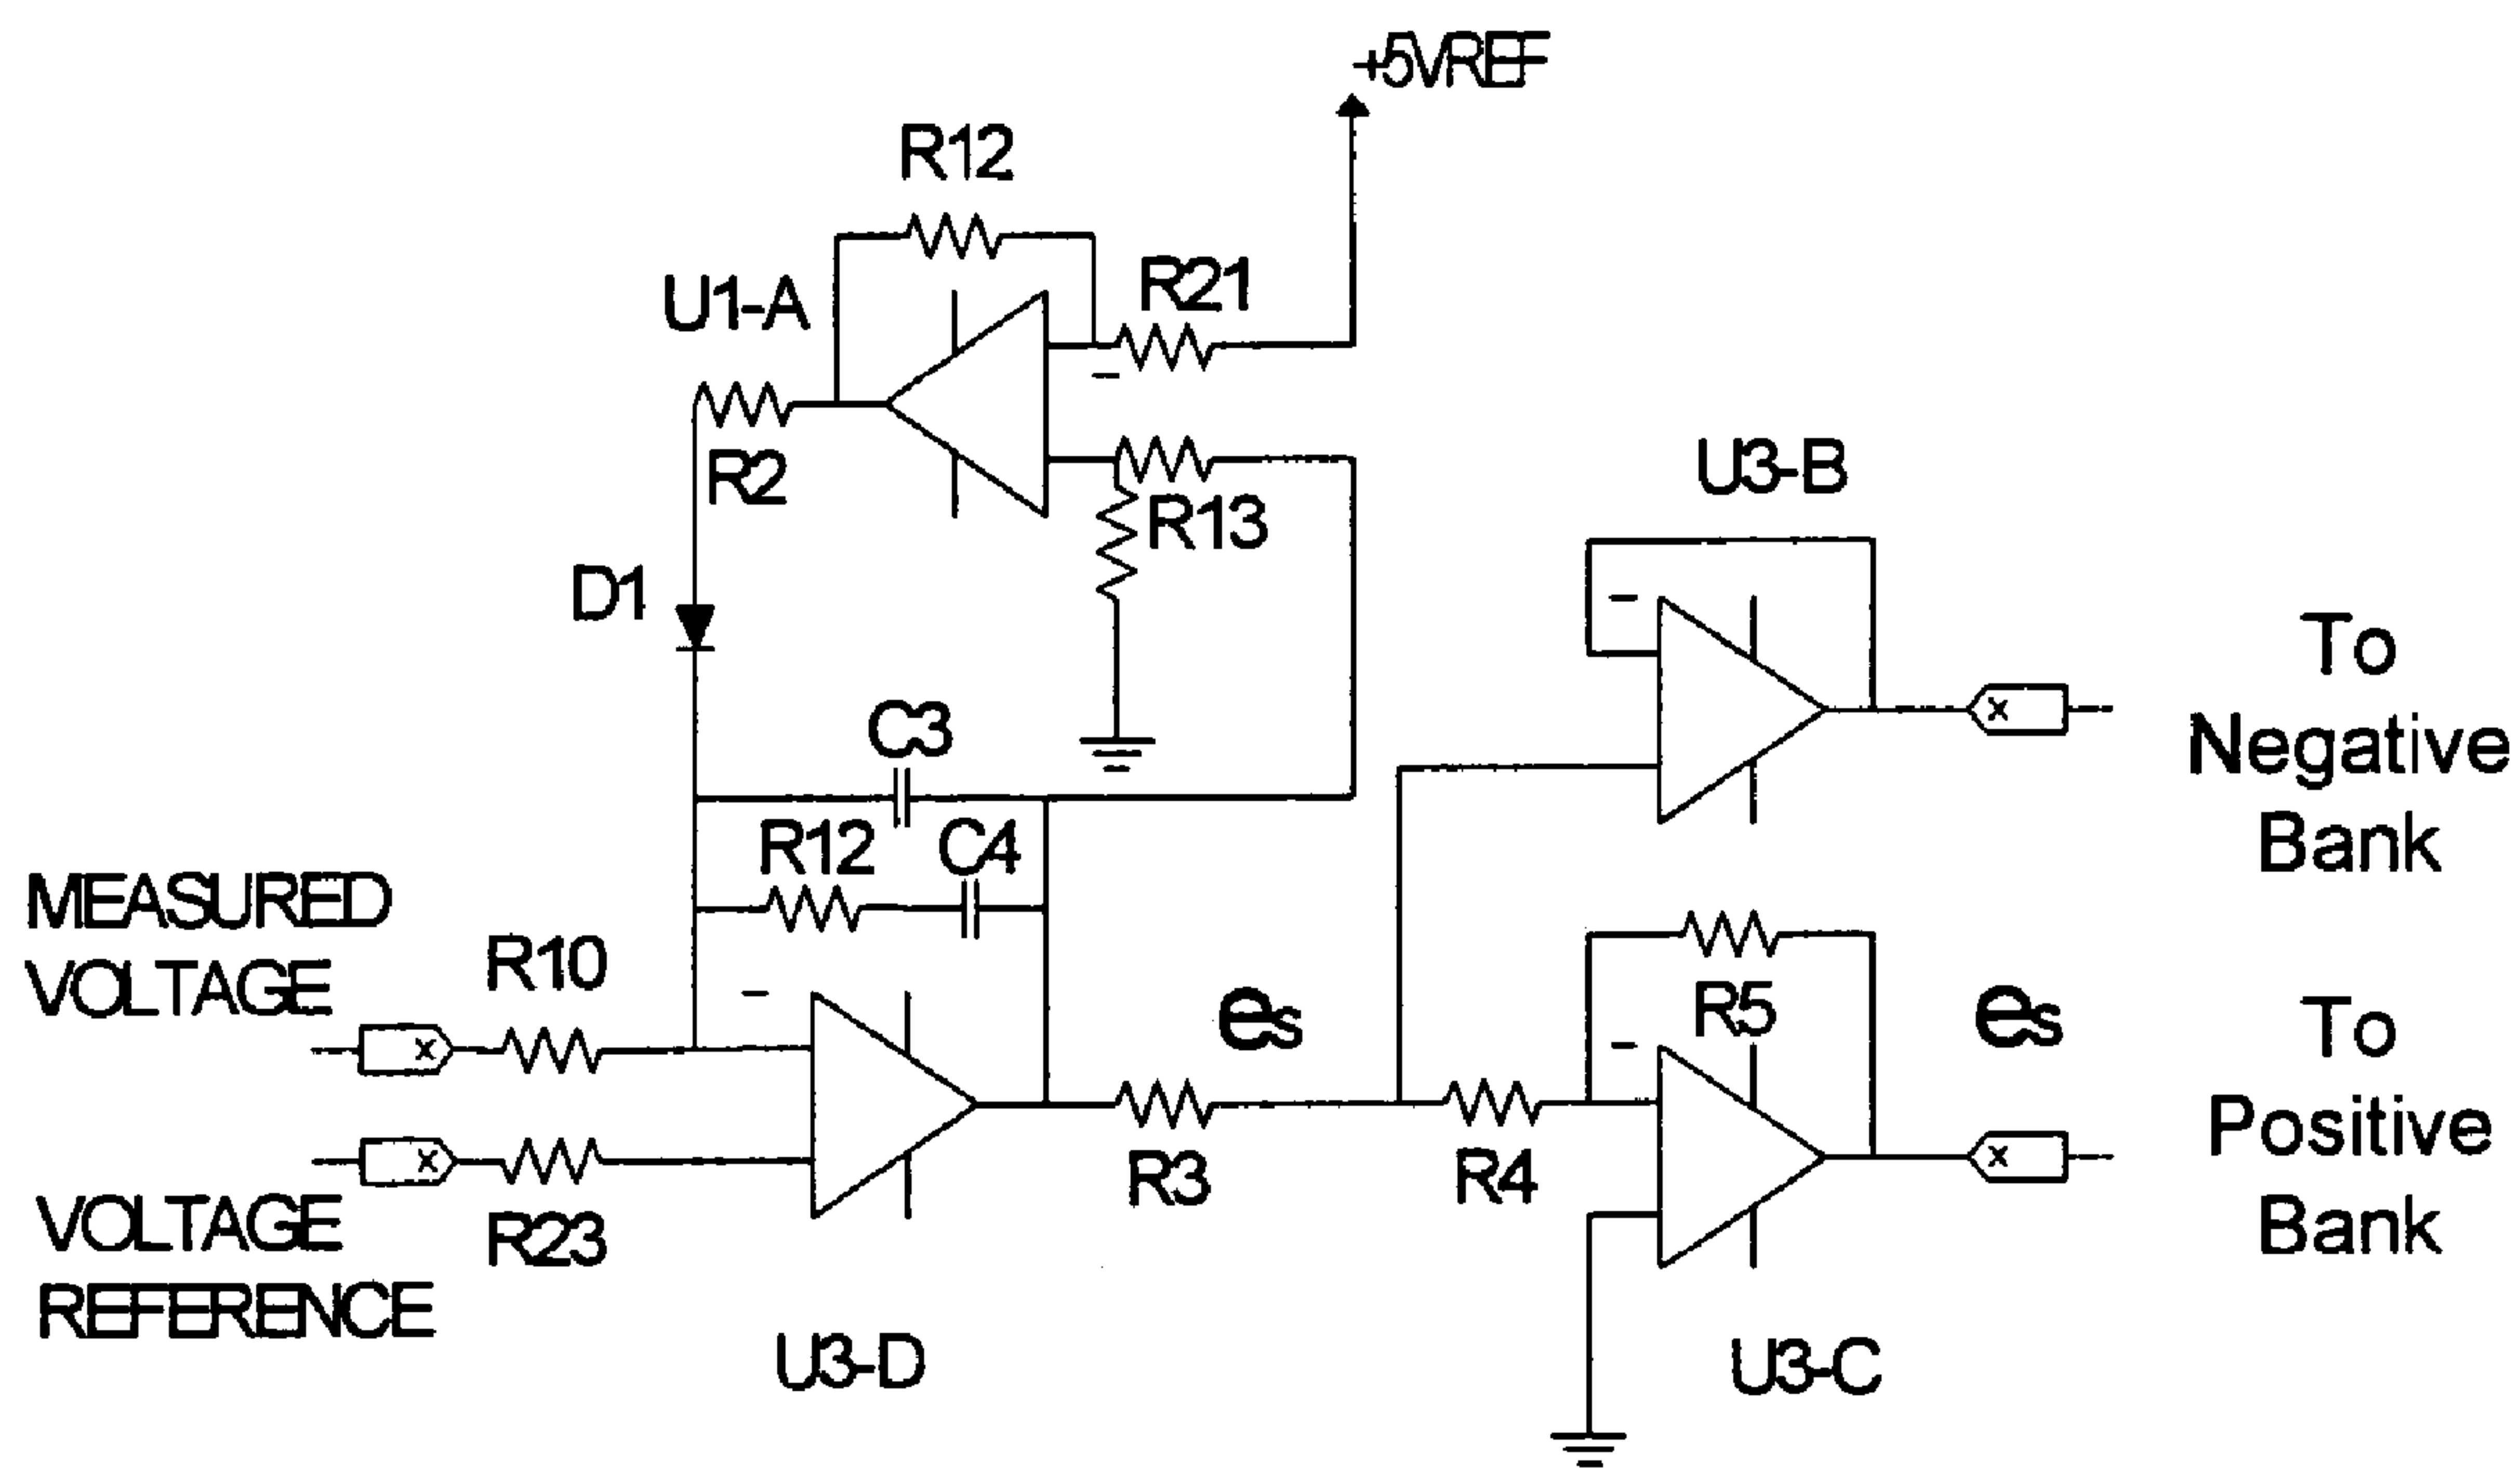 +5VREF
R12
U1-A
R21
R2
-
R13
U3-B
D1
-
To
Negative
Bank
C3
R12
C4
MEASURED
VOLTAGE
R10
-
es
R5
-
es
To
Positive
Bank
x
x
x
x
R3
R4
VOLTAGE
REFERENCE
R23
U3-D
U3-C